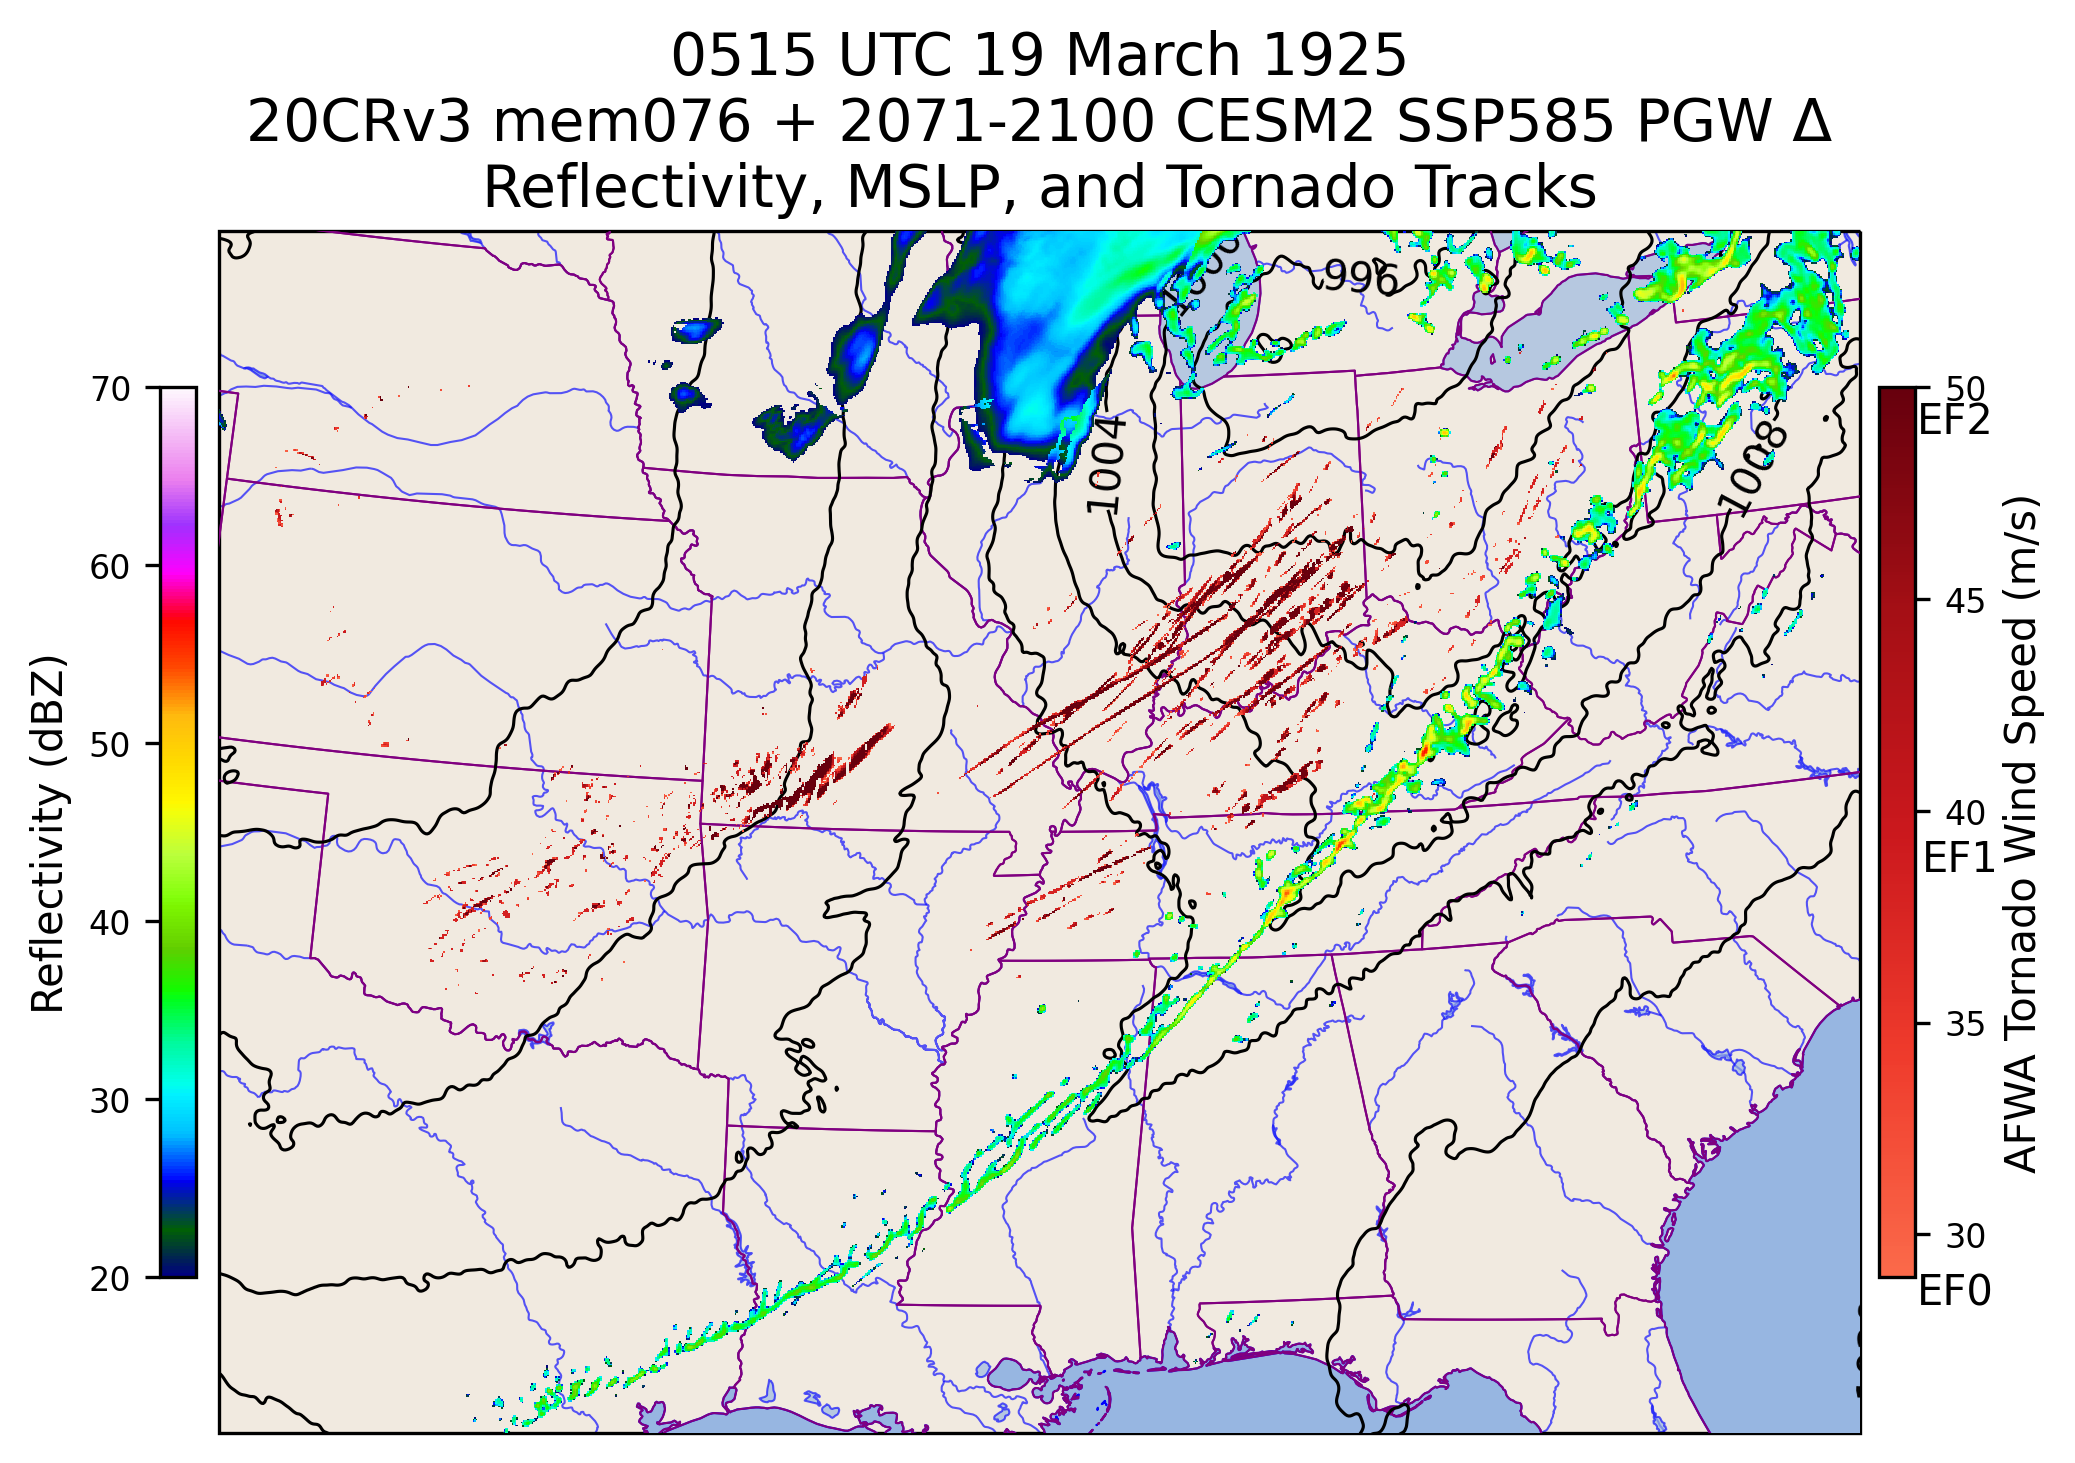 0515 UTC 19 March 1925
20CRv3 mem076 + 2071-2100 CESM2 SSP585 PGW Δ
Reflectivity, MSLP, and Tornado Tracks
Reflectivity (dBZ)
70
60
50
40
30
20
996
1004
1008
50
EF2
45
40
EF1
35
30
EF0
AFWA Tornado Wind Speed (m/s)